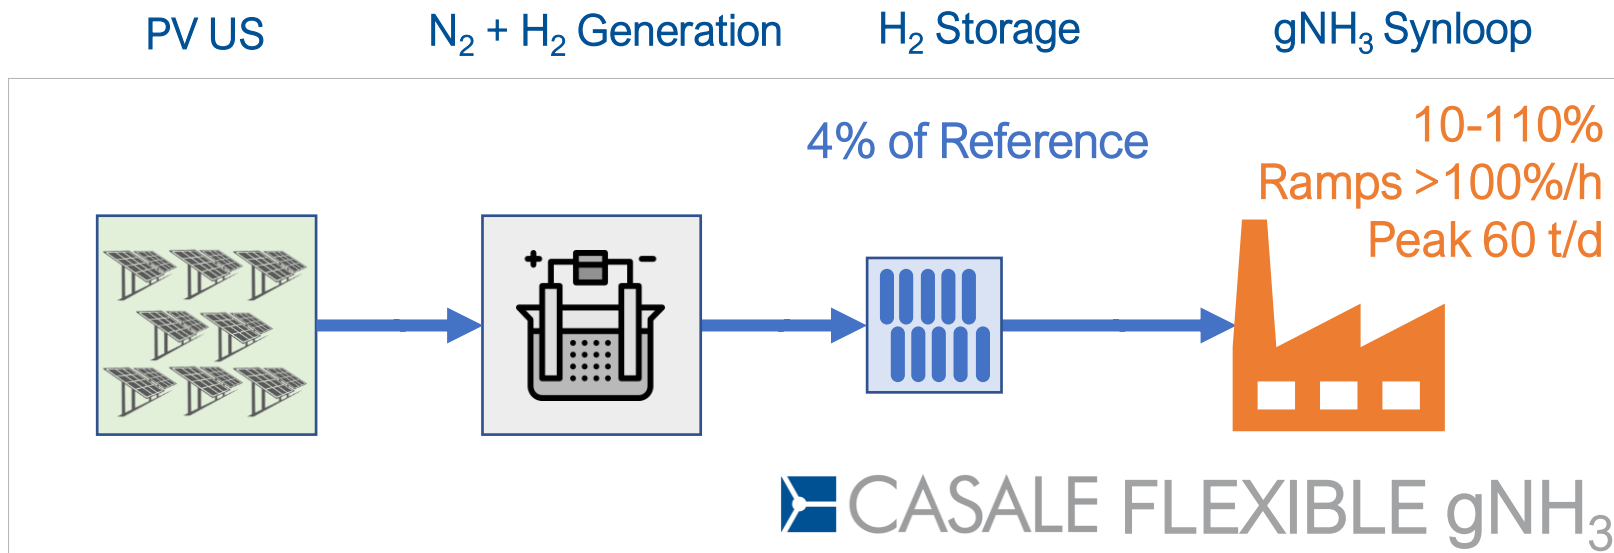 PV US
N₂ + H₂ Generation
H₂ Storage
gNH₃ Synloop
4% of Reference
10-110%
Ramps >100%/h
Peak 60 t/d
+ −
CASALE FLEXIBLE gNH₃